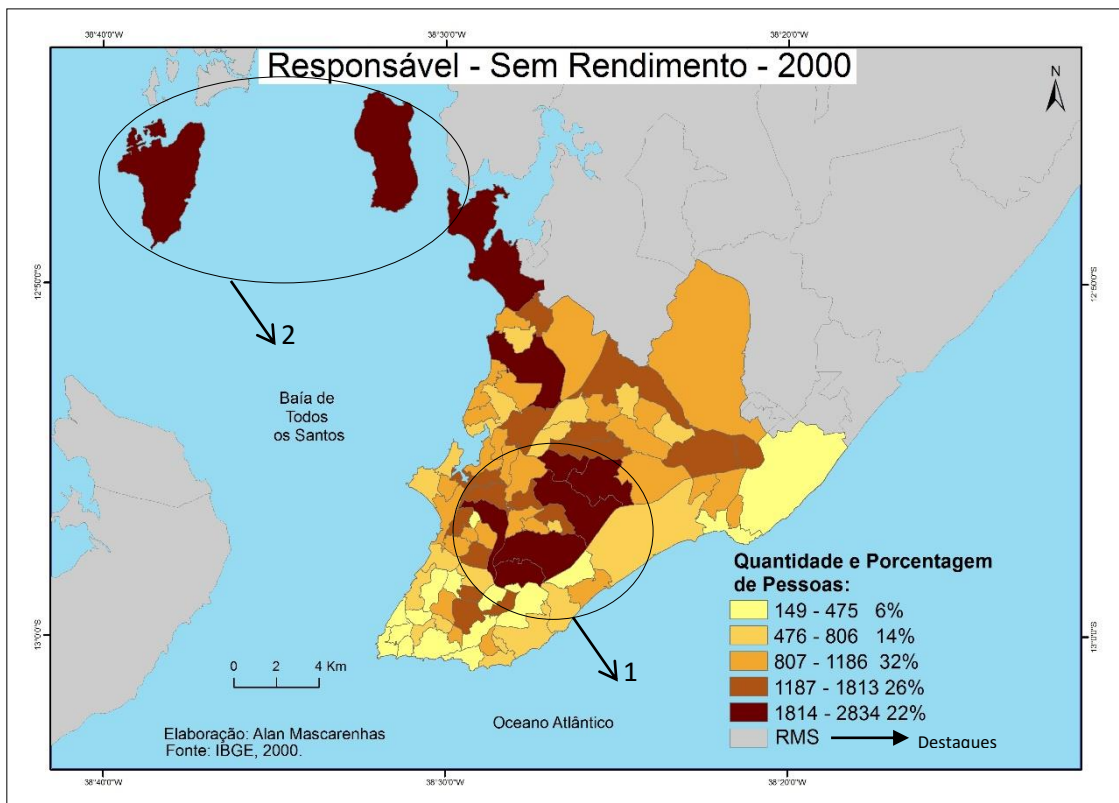 38°40'0"W
38°30'0"W
38°20'0"W
Responsável - Sem Rendimento - 2000
N
12°50'0"S
12°50'0"S
2
Baía de
Todos
os Santos
Quantidade e Porcentagem
de Pessoas:
149 - 475 6%
476 - 806 14%
807 - 1186 32%
1187 - 1813 26%
1814 - 2834 22%
RMS
Destaques
13°0'0"S
13°0'0"S
0 2 4 Km
1
Oceano Atlântico
Elaboração: Alan Mascarenhas
Fonte: IBGE, 2000.
38°40'0"W
38°30'0"W
38°20'0"W